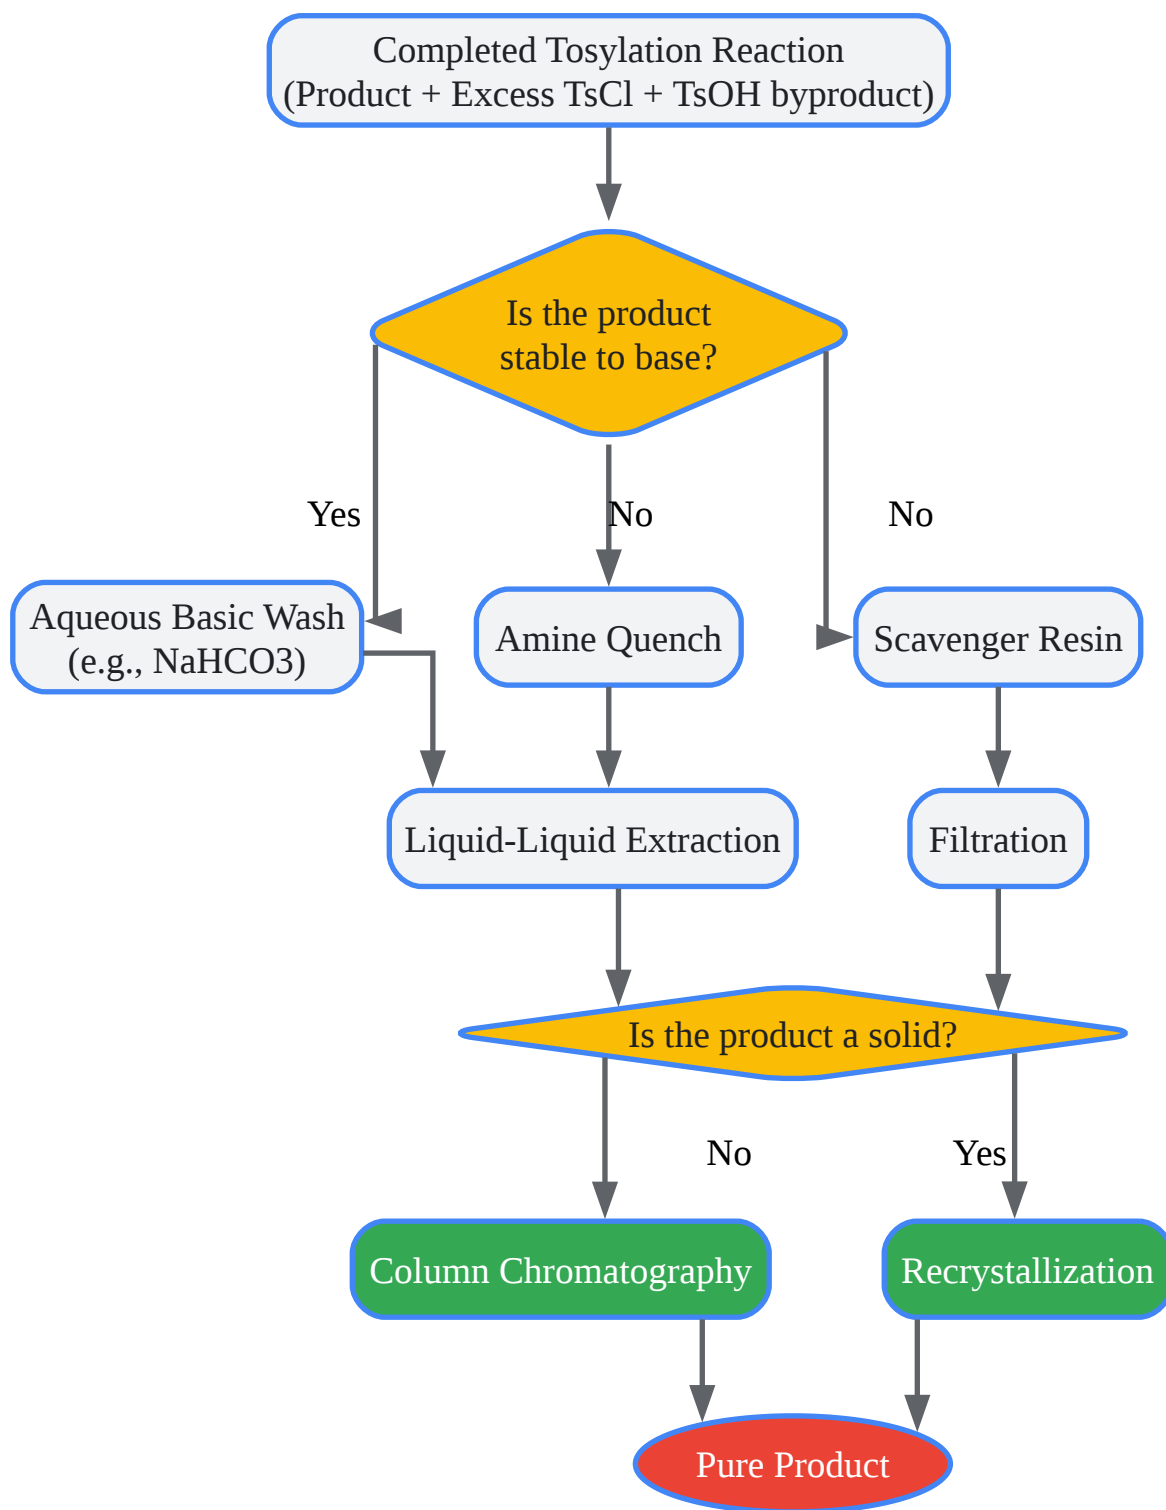 Completed Tosylation Reaction
(Product + Excess TsCl + TsOH byproduct)
Is the product
stable to base?
Yes
No
No
Aqueous Basic Wash
(e.g., NaHCO3)
Amine Quench
Scavenger Resin
Liquid-Liquid Extraction
Filtration
Is the product a solid?
No
Yes
Column Chromatography
Recrystallization
Pure Product